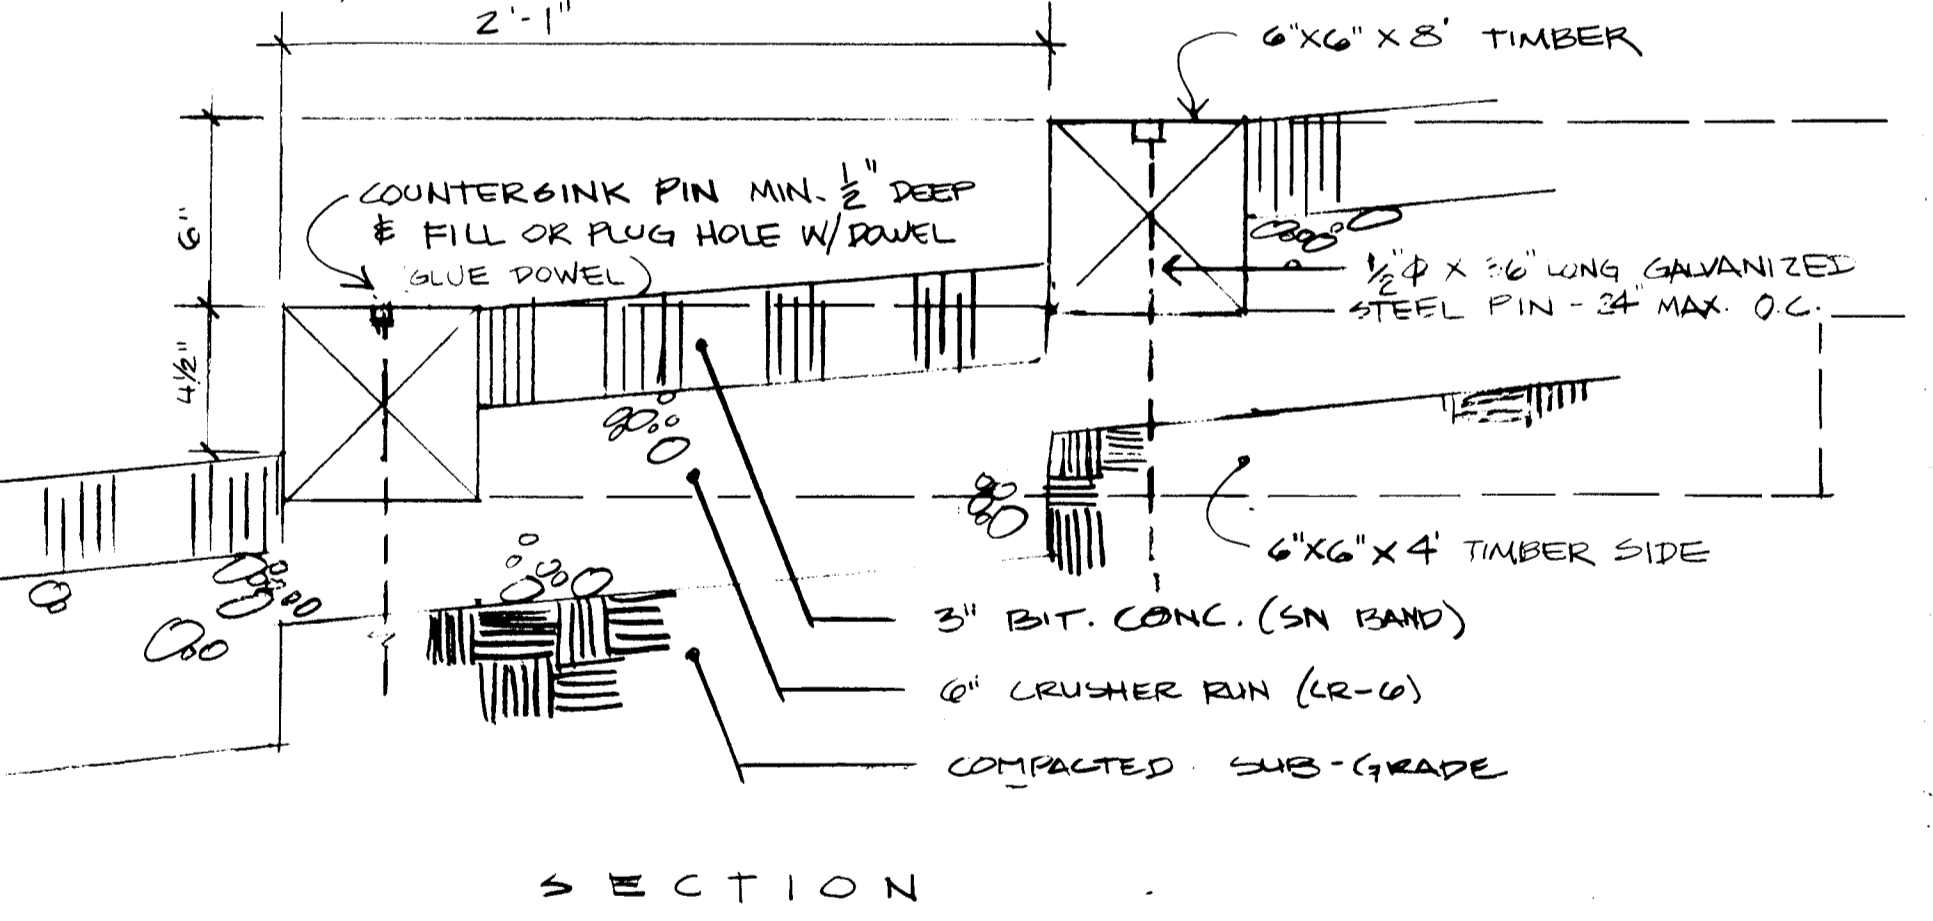 2'-1"
6"X6" X 8' TIMBER
COUNTERSINK PIN MIN. ½" DEEP
& FILL OR PLUG HOLE W/DOWEL
GLUE DOWEL)
6"
4½"
½"Φ X 36" LONG GALVANIZED
STEEL PIN - 24" MAX. O.C.
6"X6" X 4' TIMBER SIDE
3" BIT. CONC. (SN BAND)
6" CRUSHER RUN (CR-6)
COMPACTED SUB-GRADE
SECTION